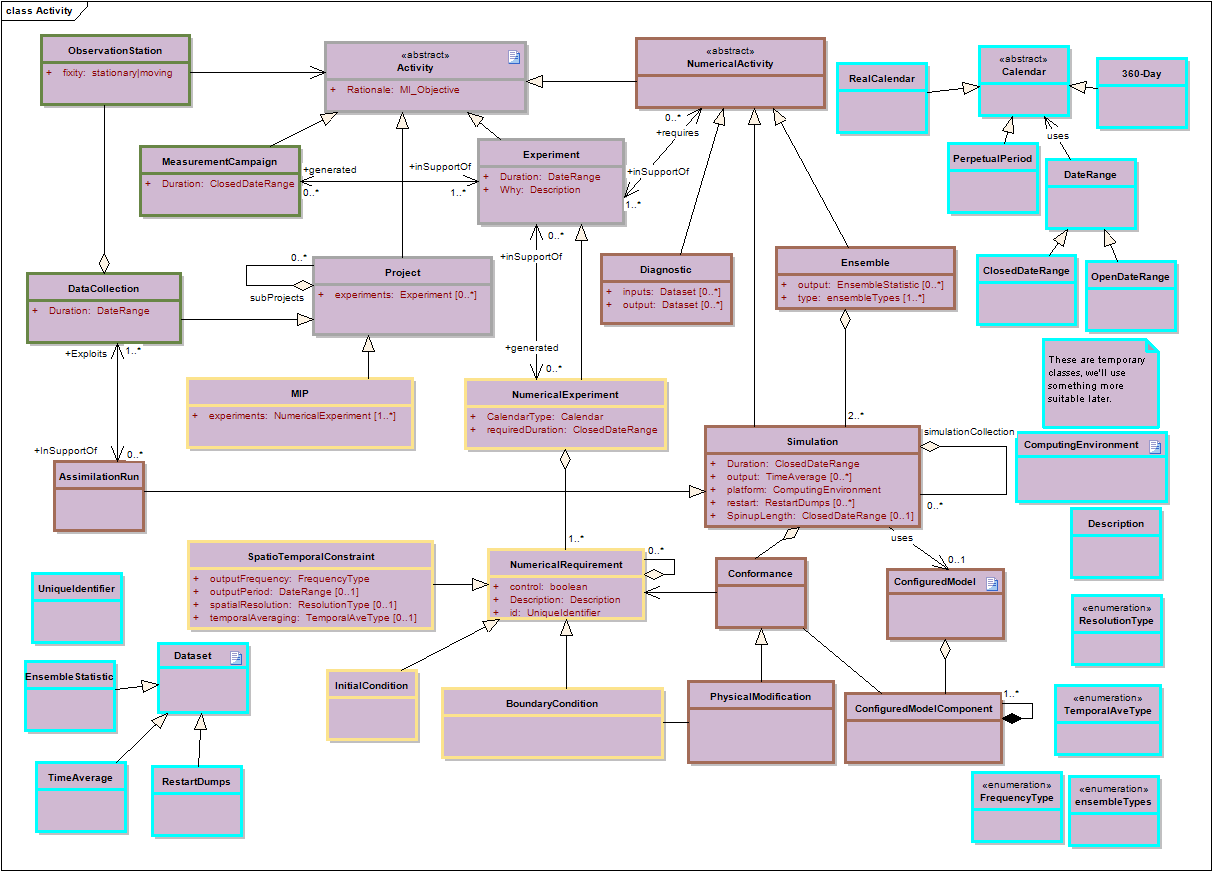 class Activity
ObservationStation
+ fixity: stationary|moving
«abstract»
Activity
+ Rationale: MI_Objective
«abstract»
NumericalActivity
RealCalendar
«abstract»
Calendar
360-Day
0..*
+requires
uses
MeasurementCampaign
+ Duration: ClosedDateRange
+generated
0..*
+inSupportOf
1..*
Experiment
+ Duration: DateRange
+ Why: Description
+inSupportOf
1..*
PerpetualPeriod
DateRange
0..*
+inSupportOf
0..*
subProjects
Project
+ experiments: Experiment [0..*]
Diagnostic
+ inputs: Dataset [0..*]
+ output: Dataset [0..*]
Ensemble
+ output: EnsembleStatistic [0..*]
+ type: ensembleTypes [1..*]
ClosedDateRange
OpenDateRange
DataCollection
+ Duration: DateRange
+Exploits
1..*
+generated
0..*
These are temporary
classes, we'll use
something more
suitable later.
MIP
+ experiments: NumericalExperiment [1..*]
NumericalExperiment
+ CalendarType: Calendar
+ requiredDuration: ClosedDateRange
2..*
simulationCollection
0..*
Simulation
+ Duration: ClosedDateRange
+ output: TimeAverage [0..*]
+ platform: ComputingEnvironment
+ restart: RestartDumps [0..*]
+ SpinupLength: ClosedDateRange [0..1]
ComputingEnvironment
+InSupportOf
0..*
AssimilationRun
Description
1..*
uses
0..1
SpatioTemporalConstraint
+ outputFrequency: FrequencyType
+ outputPeriod: DateRange [0..1]
+ spatialResolution: ResolutionType [0..1]
+ temporalAveraging: TemporalAveType [0..1]
NumericalRequirement
+ control: boolean
+ Description: Description
+ id: UniqueIdentifier
0..*
Conformance
ConfiguredModel
UniqueIdentifier
«enumeration»
ResolutionType
Dataset
EnsembleStatistic
InitialCondition
BoundaryCondition
PhysicalModification
ConfiguredModelComponent
1..*
«enumeration»
TemporalAveType
TimeAverage
RestartDumps
«enumeration»
FrequencyType
«enumeration»
ensembleTypes